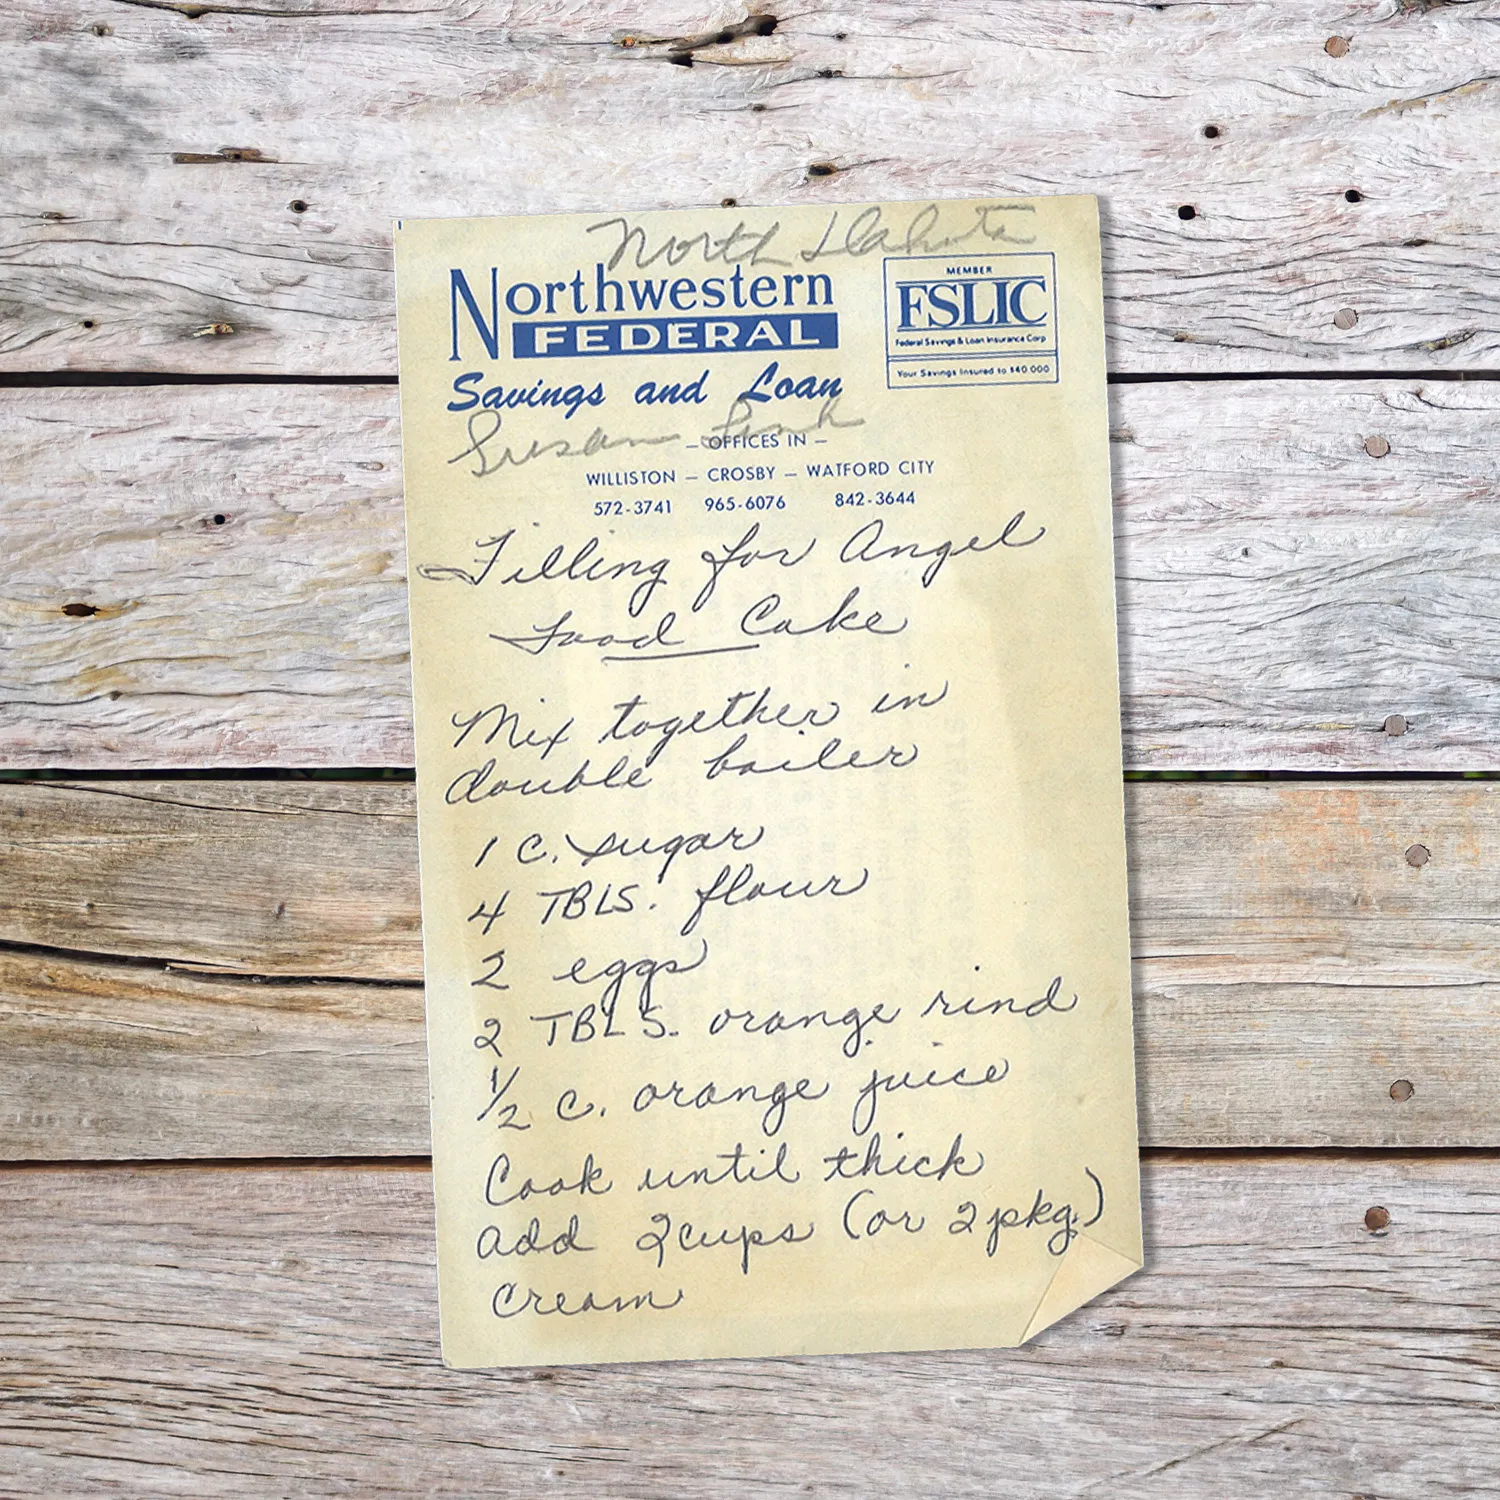 North Dakota
Northwestern
FEDERAL
Savings and Loan
MEMBER
FSLIC
Federal Savings & Loan Insurance Corp
Your Savings Insured to $40,000
Susan
— OFFICES IN —
WILLISTON — CROSBY — WATFORD CITY
572-3741 965-6076 842-3644
Filling for Angel
Food Cake
Mix together in
double boiler
1 C. sugar
4 TBLS. flour
2 eggs
2 TBLS. orange rind
1/2 C. orange juice
Cook until thick
add 2 cups (or 2 pkg.)
cream